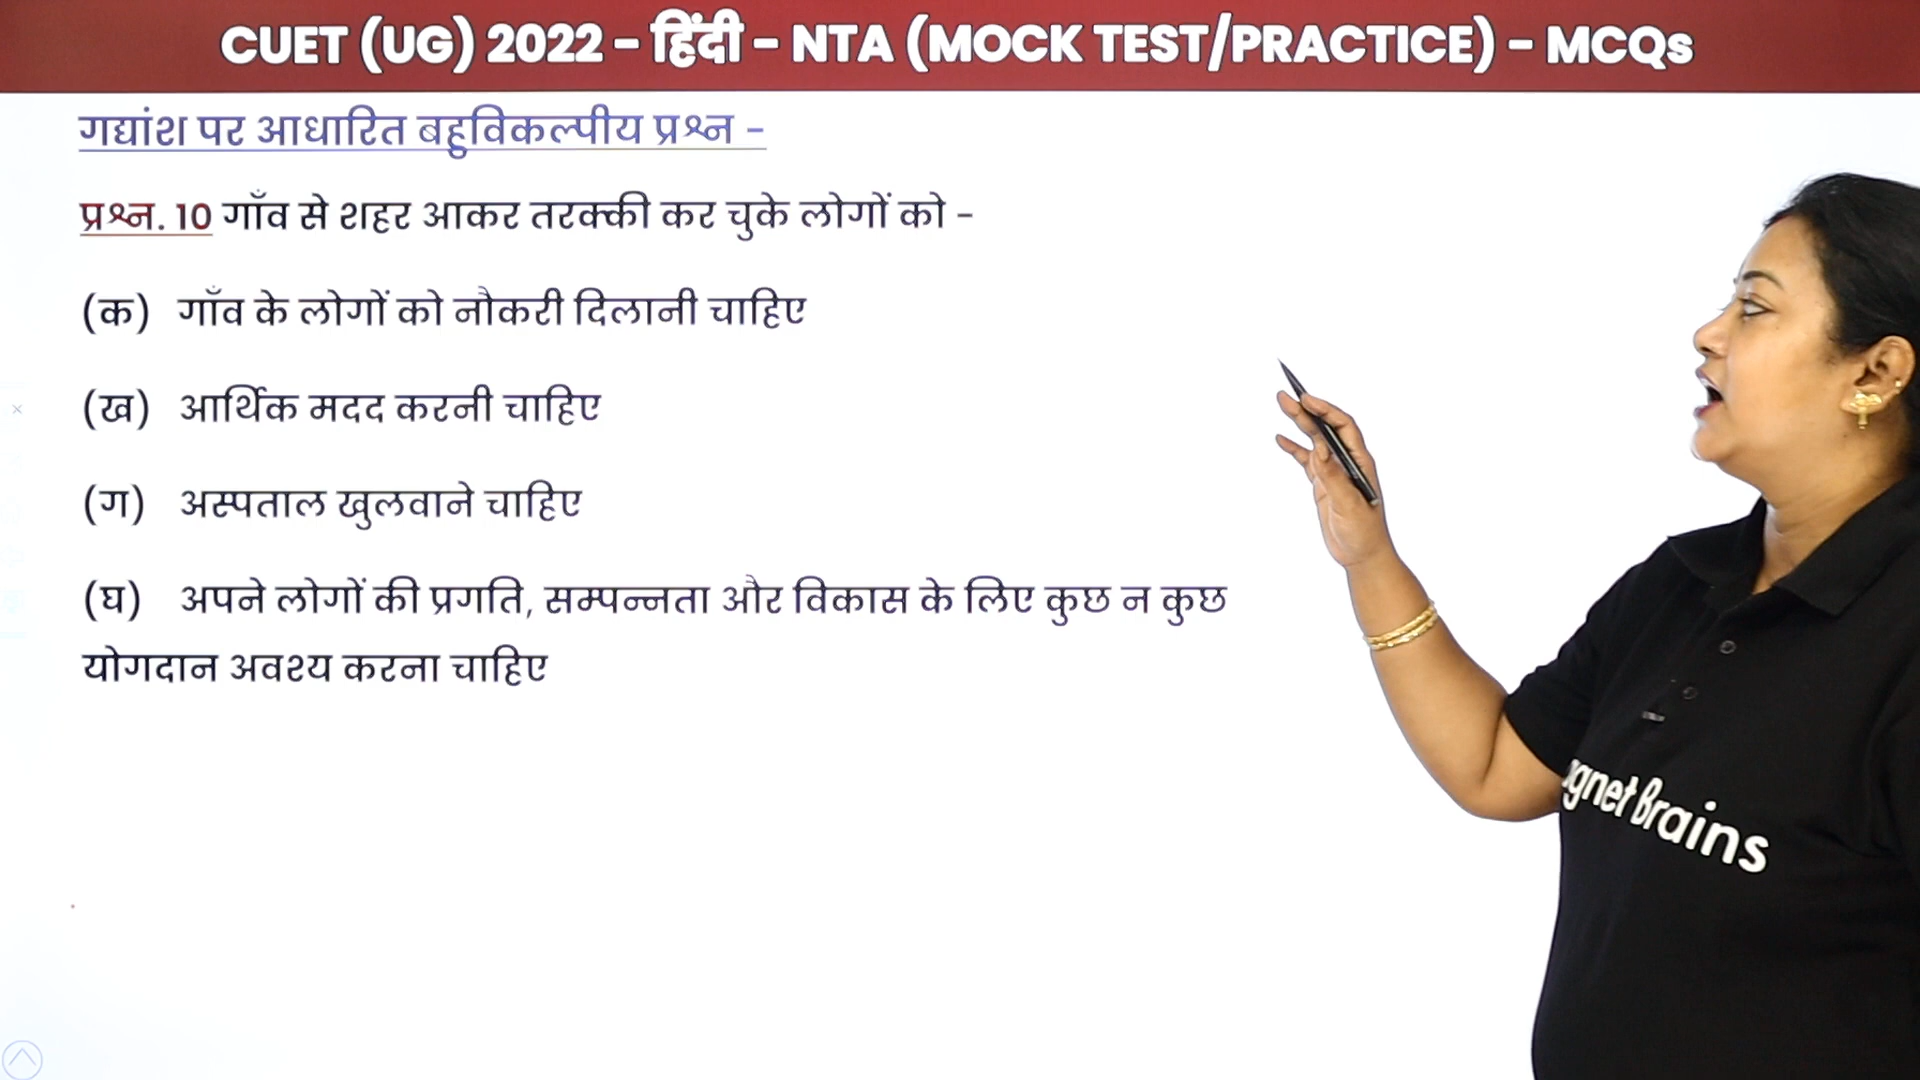 CUET (UG) 2022 - हिंदी - NTA (MOCK TEST/PRACTICE) - MCQs
गद्यांश पर आधारित बहुविकल्पीय प्रश्न -
प्रश्न. 10 गाँव से शहर आकर तरक्की कर चुके लोगों को -
(क) गाँव के लोगों को नौकरी दिलानी चाहिए
(ख) आर्थिक मदद करनी चाहिए
(ग) अस्पताल खुलवाने चाहिए
(घ) अपने लोगों की प्रगति, सम्पन्नता और विकास के लिए कुछ न कुछ
योगदान अवश्य करना चाहिए
gnet Brains